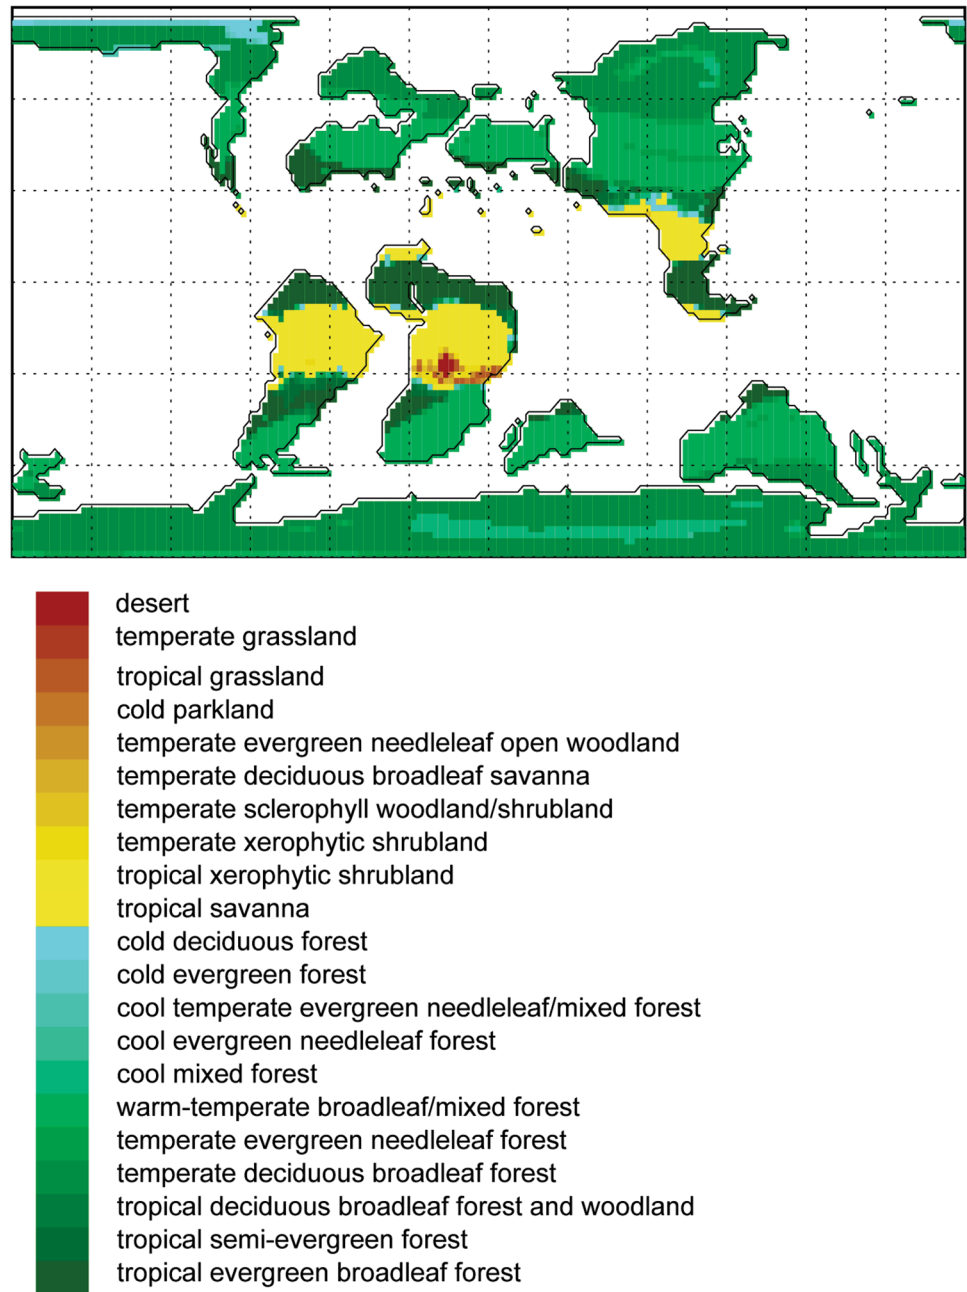 desert
temperate grassland
tropical grassland
cold parkland
temperate evergreen needleleaf open woodland
temperate deciduous broadleaf savanna
temperate sclerophyll woodland/shrubland
temperate xerophytic shrubland
tropical xerophytic shrubland
tropical savanna
cold deciduous forest
cold evergreen forest
cool temperate evergreen needleleaf/mixed forest
cool evergreen needleleaf forest
cool mixed forest
warm-temperate broadleaf/mixed forest
temperate evergreen needleleaf forest
temperate deciduous broadleaf forest
tropical deciduous broadleaf forest and woodland
tropical semi-evergreen forest
tropical evergreen broadleaf forest